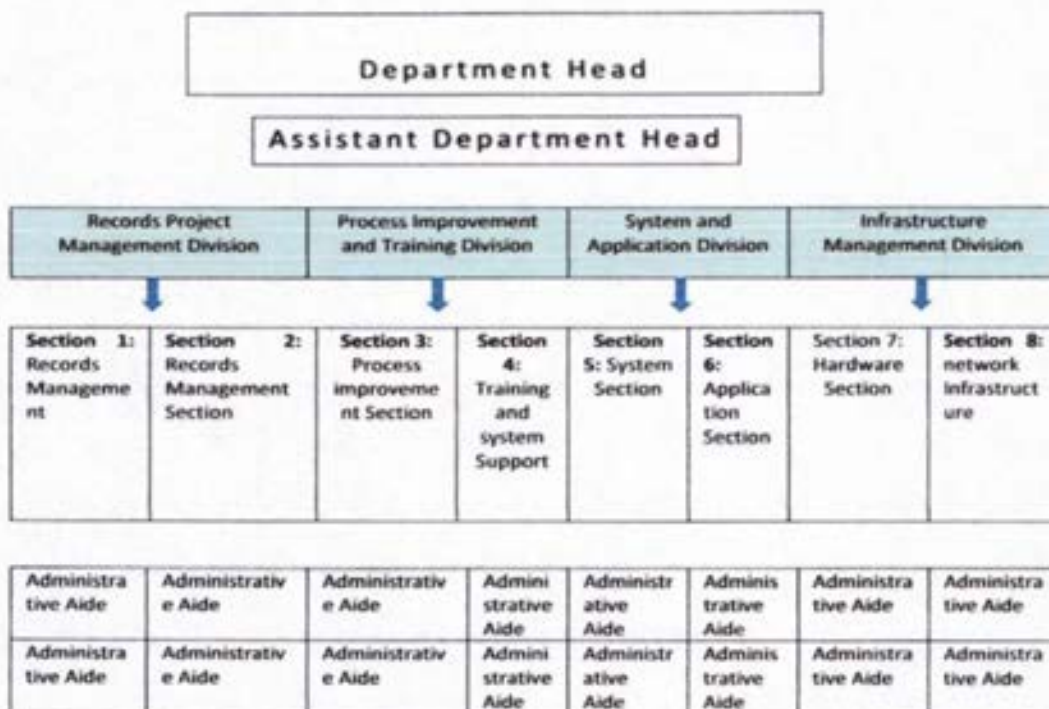 Department Head
Assistant Department Head
Records Project
Management Division
Process Improvement
and Training Division
System and
Application Division
Infrastructure
Management Division
Section 1:
Records
Manageme
nt
Section 2:
Records
Management
Section
Section 3:
Process
improveme
nt Section
Section
4:
Training
and
system
Support
Section
5: System
Section
Section
6:
Applica
tion
Section
Section 7:
Hardware
Section
Section 8:
network
Infrastruct
ure
Administra
tive Aide
Administrativ
e Aide
Administrativ
e Aide
Admini
strative
Aide
Administr
ative
Aide
Adminis
trative
Aide
Administra
tive Aide
Administra
tive Aide
Administra
tive Aide
Administrativ
e Aide
Administrativ
e Aide
Admini
strative
Aide
Administr
ative
Aide
Adminis
trative
Aide
Administra
tive Aide
Administra
tive Aide